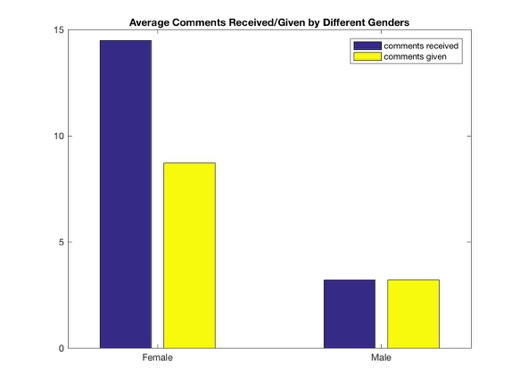 Average Comments Received/Given by Different Genders
15
comments received
comments given
10
5
0
Female
Male